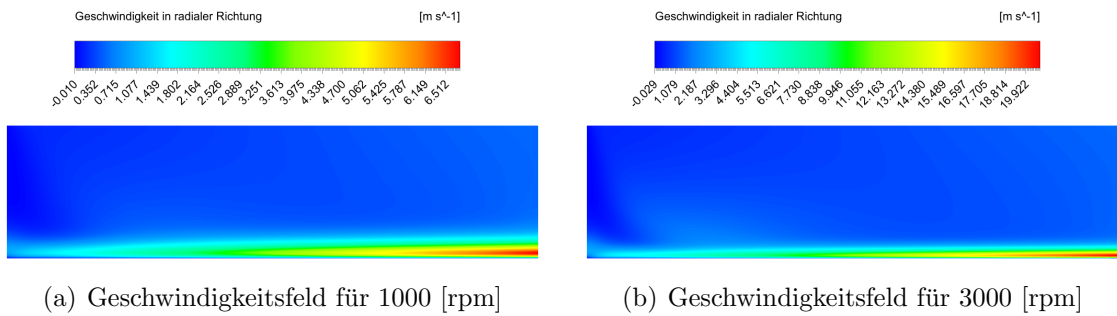 Geschwindigkeit in radialer Richtung [m s^-1]
-0.010 0.352 0.715 1.077 1.439 1.802 2.164 2.526 2.889 3.251 3.613 3.975 4.338 4.700 5.062 5.425 5.787 6.149 6.512
(a) Geschwindigkeitsfeld für 1000 [rpm]
Geschwindigkeit in radialer Richtung [m s^-1]
-0.029 1.079 2.187 3.296 4.404 5.513 6.621 7.730 8.838 9.946 11.055 12.163 13.272 14.380 15.489 16.597 17.705 18.814 19.922
(b) Geschwindigkeitsfeld für 3000 [rpm]